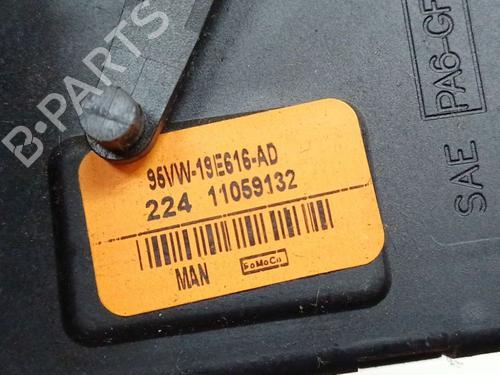 B-PARTS
95VW-19E616-AD
224 11059132
MAN
FoMoCo
SAE PA6-GF